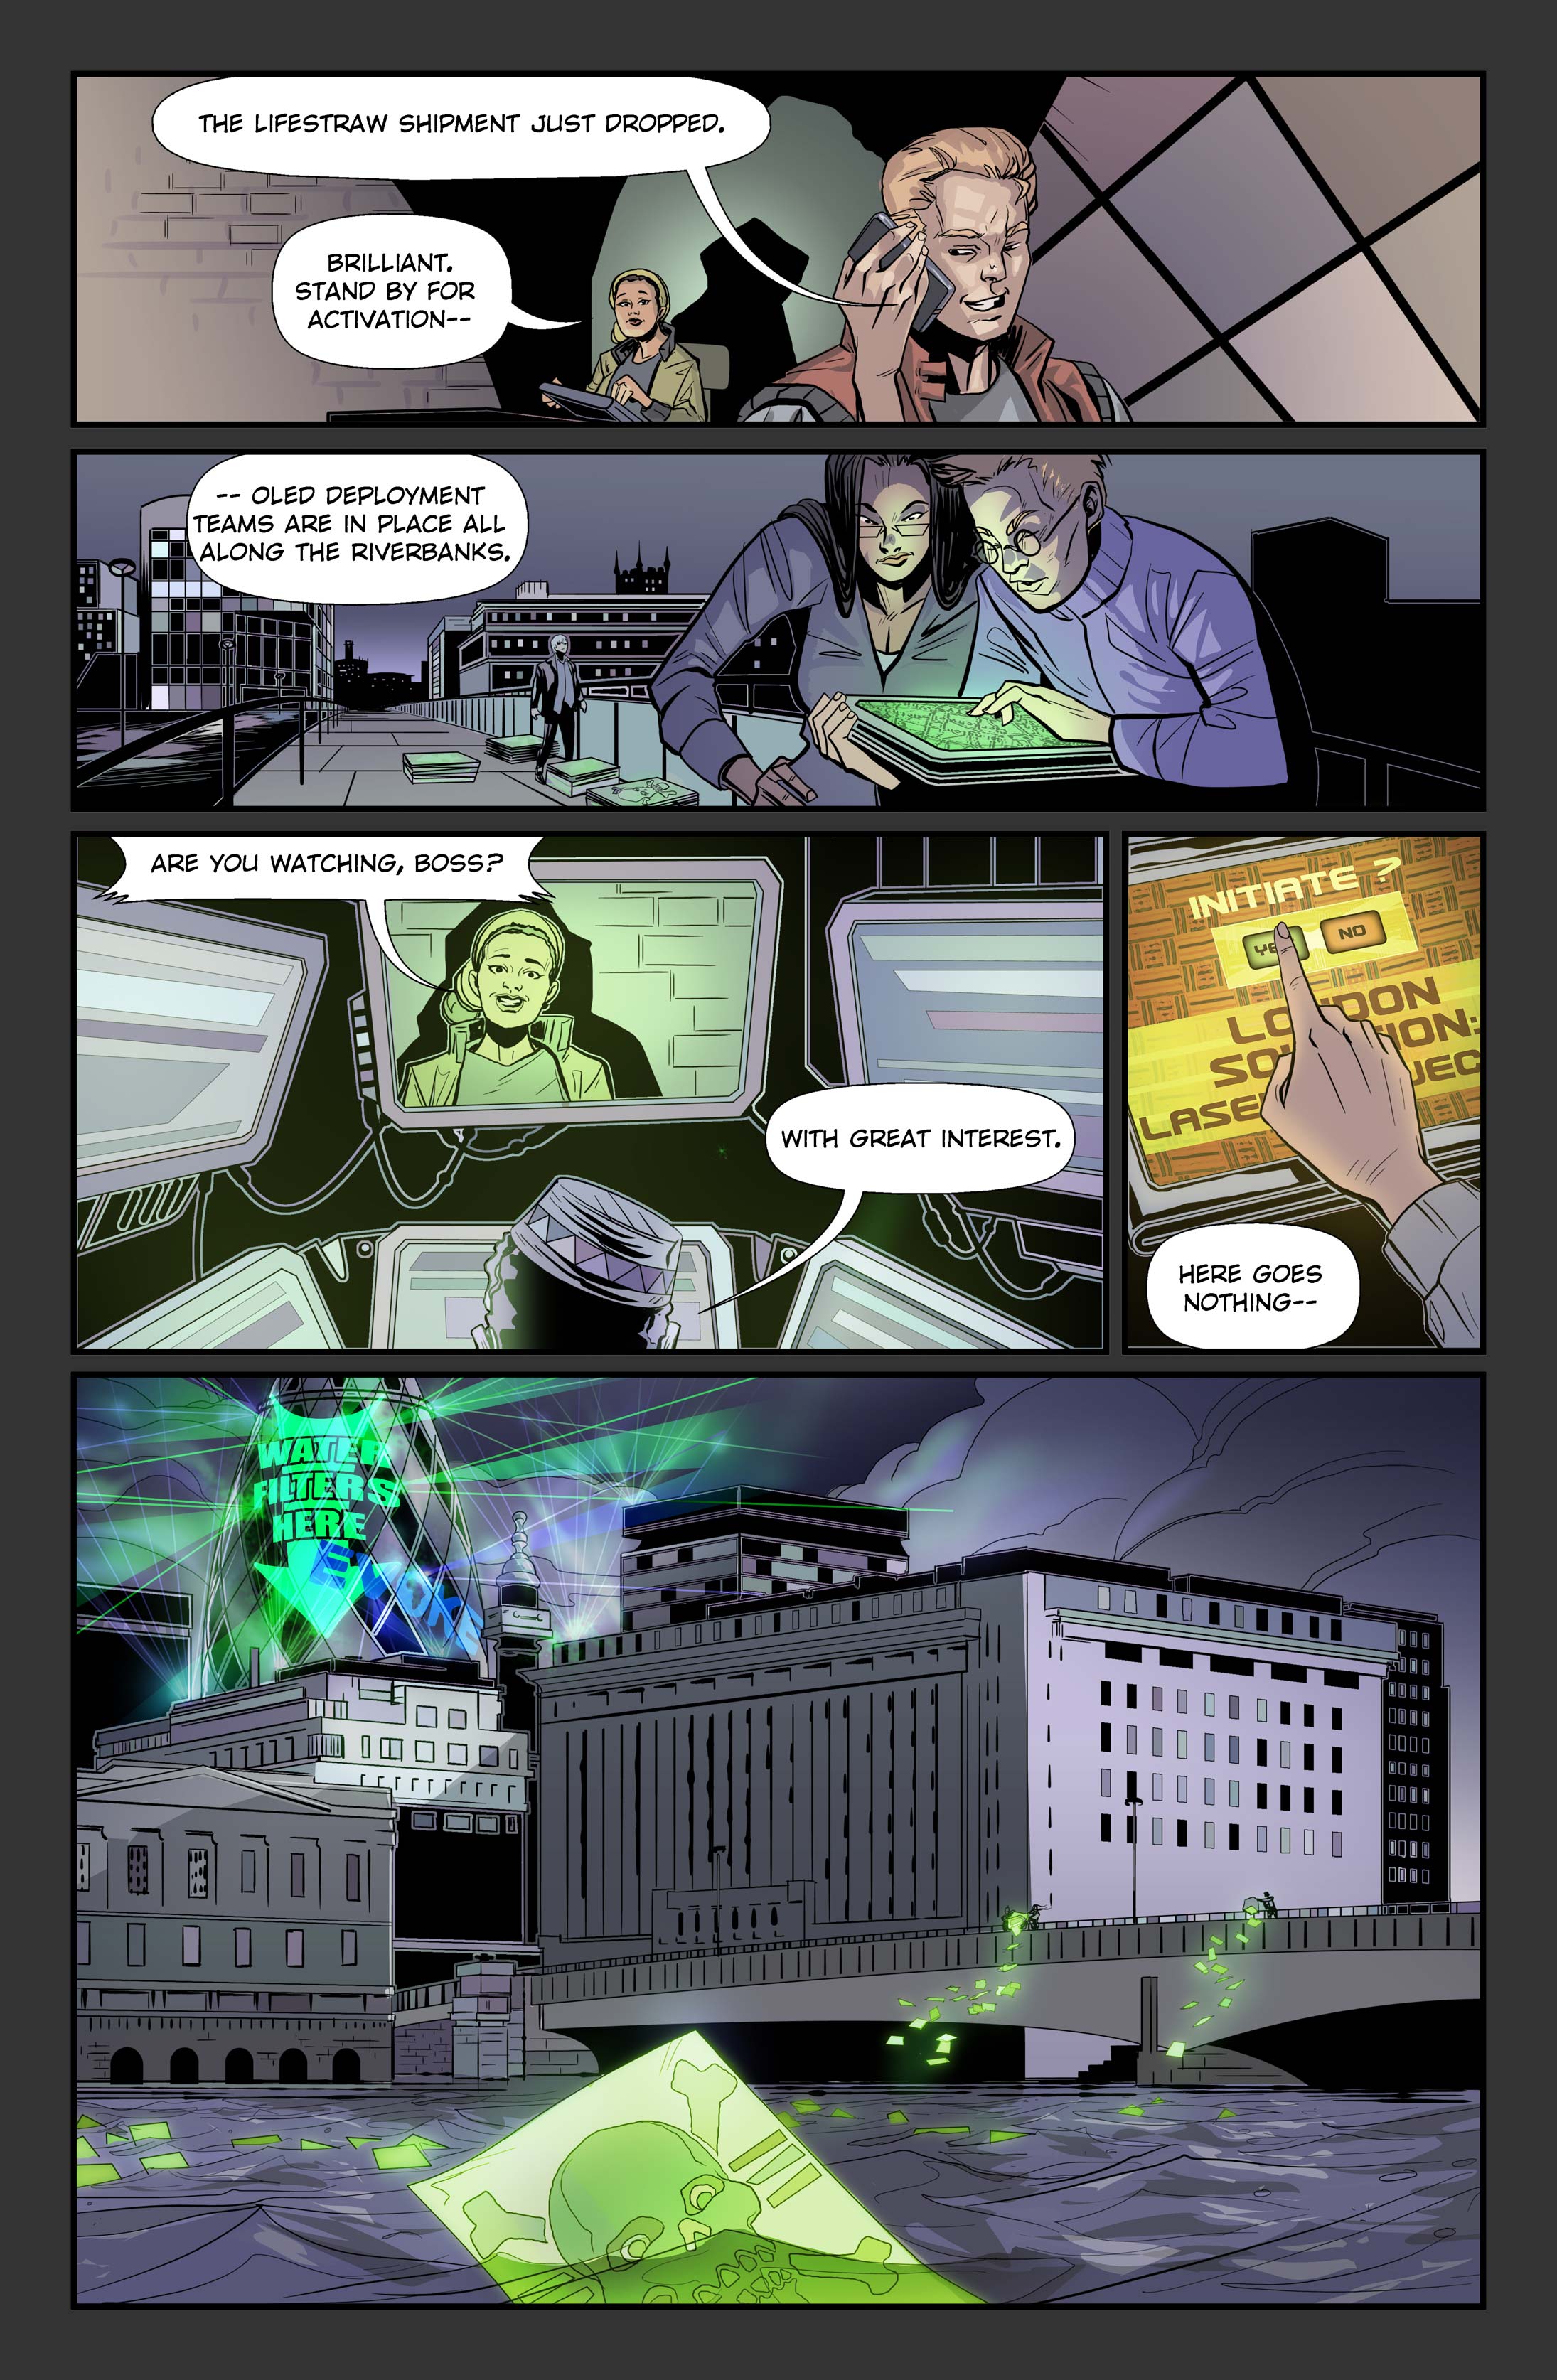 THE LIFESTRAW SHIPMENT JUST DROPPED.
BRILLIANT.
STAND BY FOR
ACTIVATION--
-- OLED DEPLOYMENT
TEAMS ARE IN PLACE ALL
ALONG THE RIVERBANKS.
ARE YOU WATCHING, BOSS?
WITH GREAT INTEREST.
INITIATE ?
NO
HERE GOES
NOTHING--
WATER
FILTERS
HERE
EVOKE